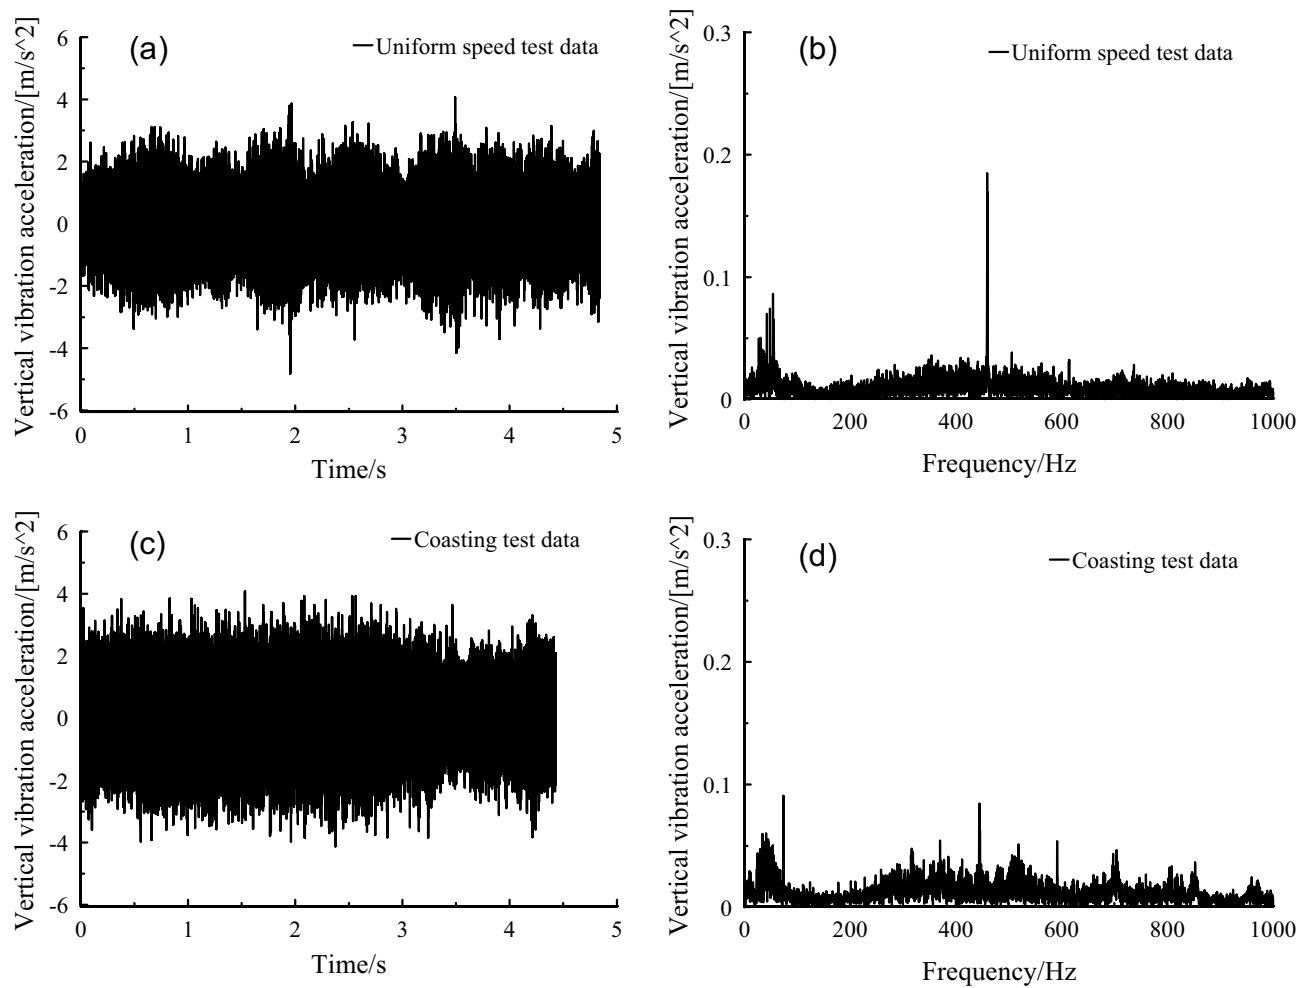 (a)
Uniform speed test data
Vertical vibration acceleration/[m/s^2]
6
4
2
0
-2
-4
-6
0 1 2 3 4 5
Time/s
(b)
Uniform speed test data
Vertical vibration acceleration/[m/s^2]
0.3
0.2
0.1
0
0 200 400 600 800 1000
Frequency/Hz
(c)
Coasting test data
Vertical vibration acceleration/[m/s^2]
6
4
2
0
-2
-4
-6
0 1 2 3 4 5
Time/s
(d)
Coasting test data
Vertical vibration acceleration/[m/s^2]
0.3
0.2
0.1
0
0 200 400 600 800 1000
Frequency/Hz